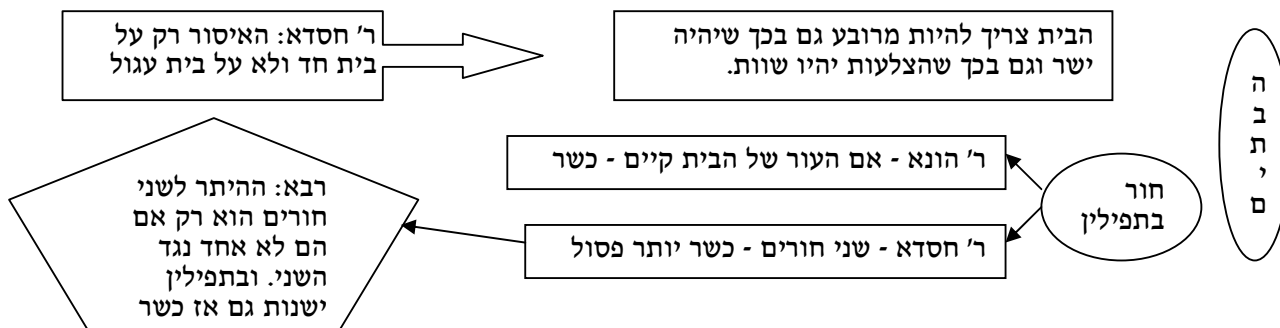 הבתים
הבית צריך להיות מרובע גם בכך שיהיה
ישר וגם בכך שהצלעות יהיו שוות.
ר' חסדא: האיסור רק על
בית חד ולא על בית עגול
חור
בתפילין
ר' הונא - אם העור של הבית קיים - כשר
ר' חסדא - שני חורים - כשר יותר פסול
רבא: ההיתר לשני
חורים הוא רק אם
הם לא אחד נגד
השני. ובתפילין
ישנות גם אז כשר